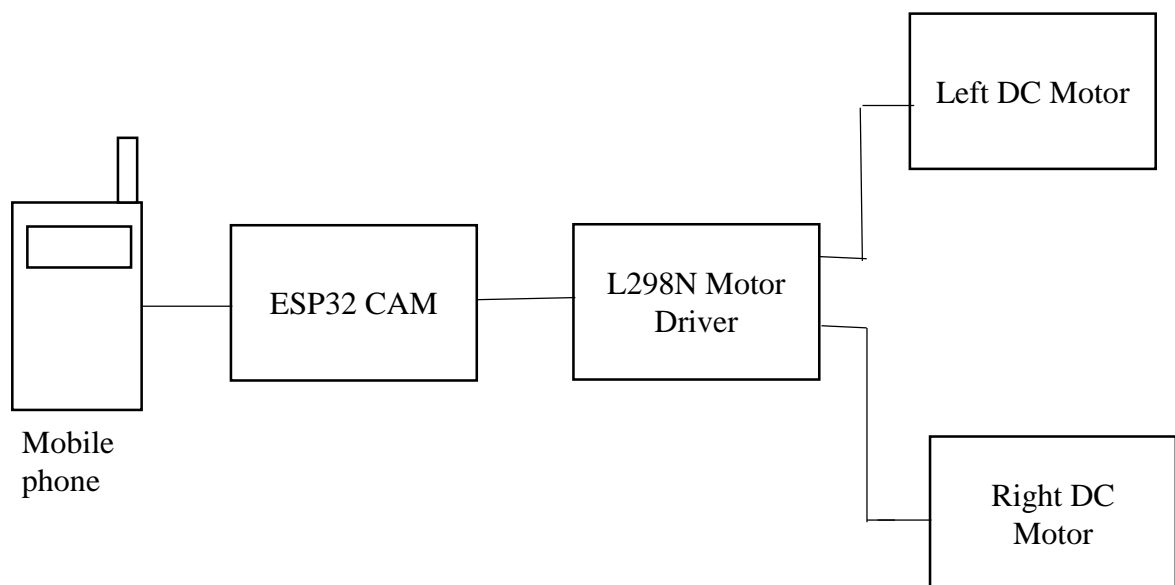 Left DC Motor
ESP32 CAM
L298N Motor
Driver
Mobile
phone
Right DC
Motor